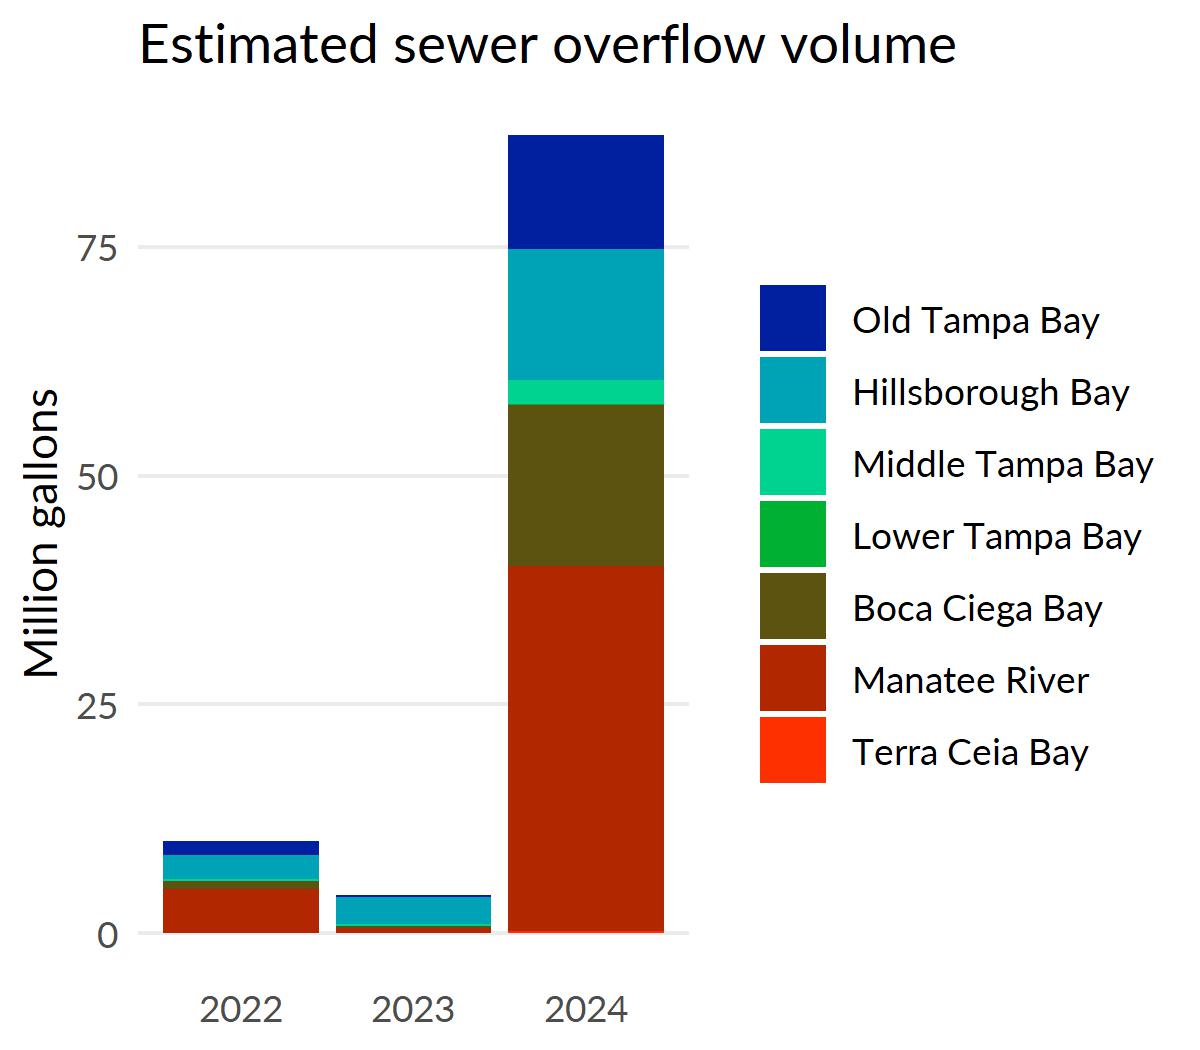 Estimated sewer overflow volume
Million gallons
75
50
25
0
2022 2023 2024
Old Tampa Bay
Hillsborough Bay
Middle Tampa Bay
Lower Tampa Bay
Boca Ciega Bay
Manatee River
Terra Ceia Bay